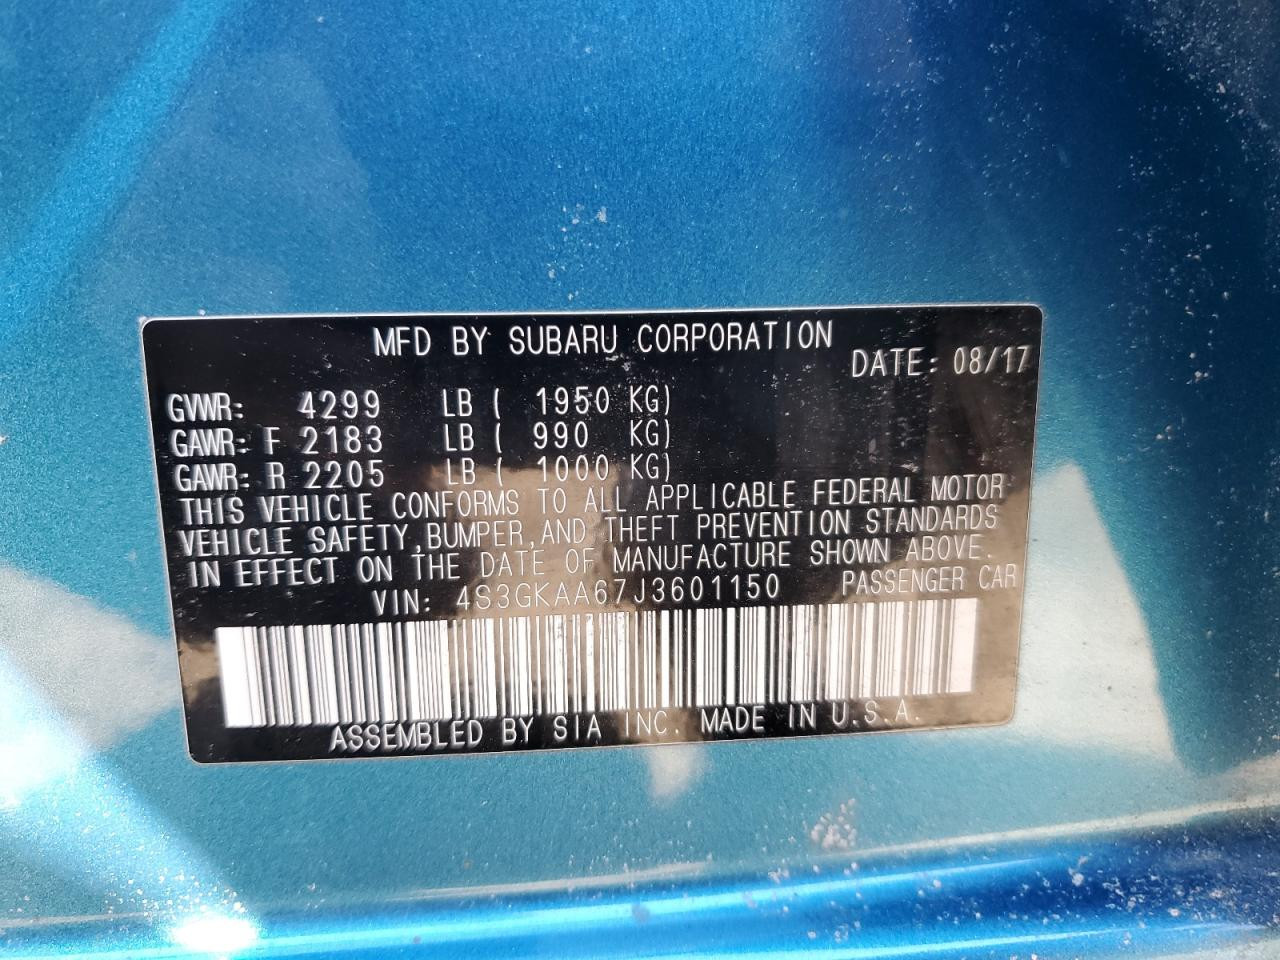 MFD BY SUBARU CORPORATION
DATE: 08/17
GVWR: 4299 LB ( 1950 KG)
GAWR: F 2183 LB ( 990 KG)
GAWR: R 2205 LB ( 1000 KG)
THIS VEHICLE CONFORMS TO ALL APPLICABLE FEDERAL MOTOR
VEHICLE SAFETY,BUMPER,AND THEFT PREVENTION STANDARDS
IN EFFECT ON THE DATE OF MANUFACTURE SHOWN ABOVE.
VIN: 4S3GKAA67J3601150 PASSENGER CAR
ASSEMBLED BY SIA INC. MADE IN U.S.A.